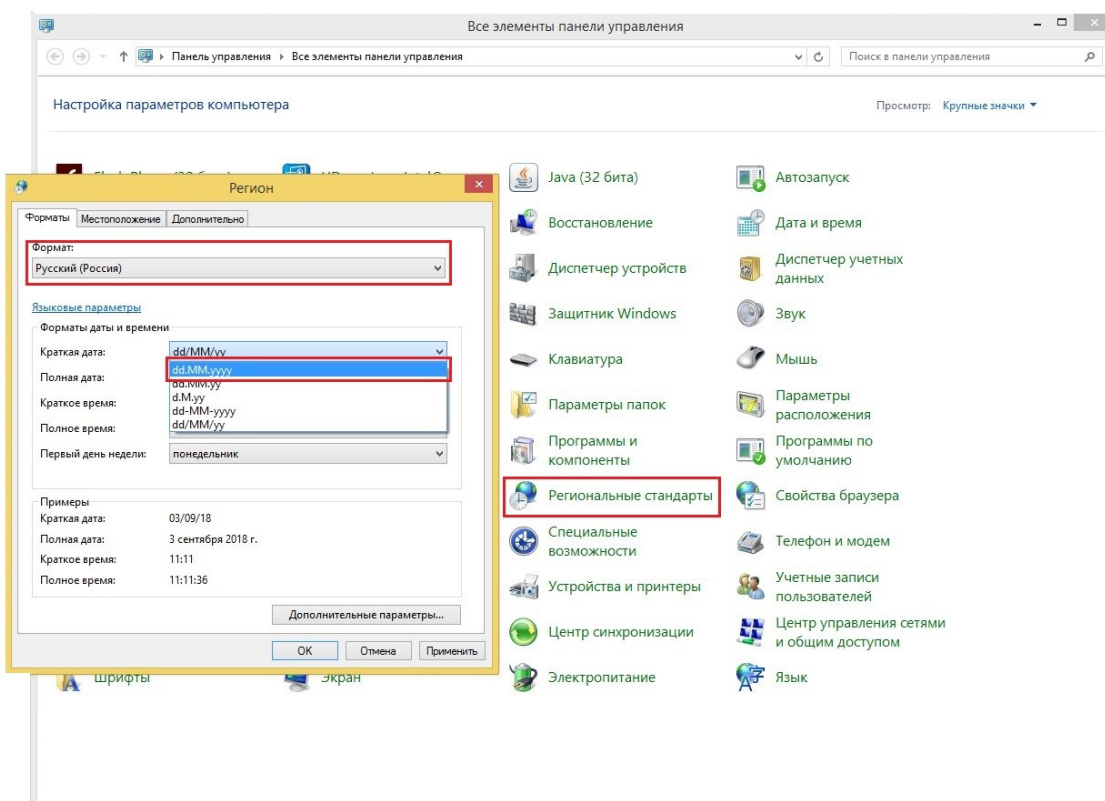 Все элементы панели управления
Панель управления
Все элементы панели управления
Поиск в панели управления
Настройка параметров компьютера
Просмотр: Крупные значки
Регион
Форматы
Местоположение
Дополнительно
Формат:
Русский (Россия)
Языковые параметры
Форматы даты и времени
Краткая дата:
dd/MM/yy
dd.MM.yyyy
Полная дата:
dd.MM.yy
d.M.yy
Краткое время:
dd-MM-yyyy
dd/MM/yy
Полное время:
Первый день недели:
понедельник
Примеры
Краткая дата: 03/09/18
Полная дата: 3 сентября 2018 г.
Краткое время: 11:11
Полное время: 11:11:36
Дополнительные параметры...
OK
Отмена
Применить
Шрифты
Экран
Java (32 бита)
Автозапуск
Восстановление
Дата и время
Диспетчер устройств
Диспетчер учетных
данных
Защитник Windows
Звук
Клавиатура
Мышь
Параметры папок
Параметры
расположения
Программы и
компоненты
Программы по
умолчанию
Региональные стандарты
Свойства браузера
Специальные
возможности
Телефон и модем
Устройства и принтеры
Учетные записи
пользователей
Центр синхронизации
Центр управления сетями
и общим доступом
Электропитание
Язык